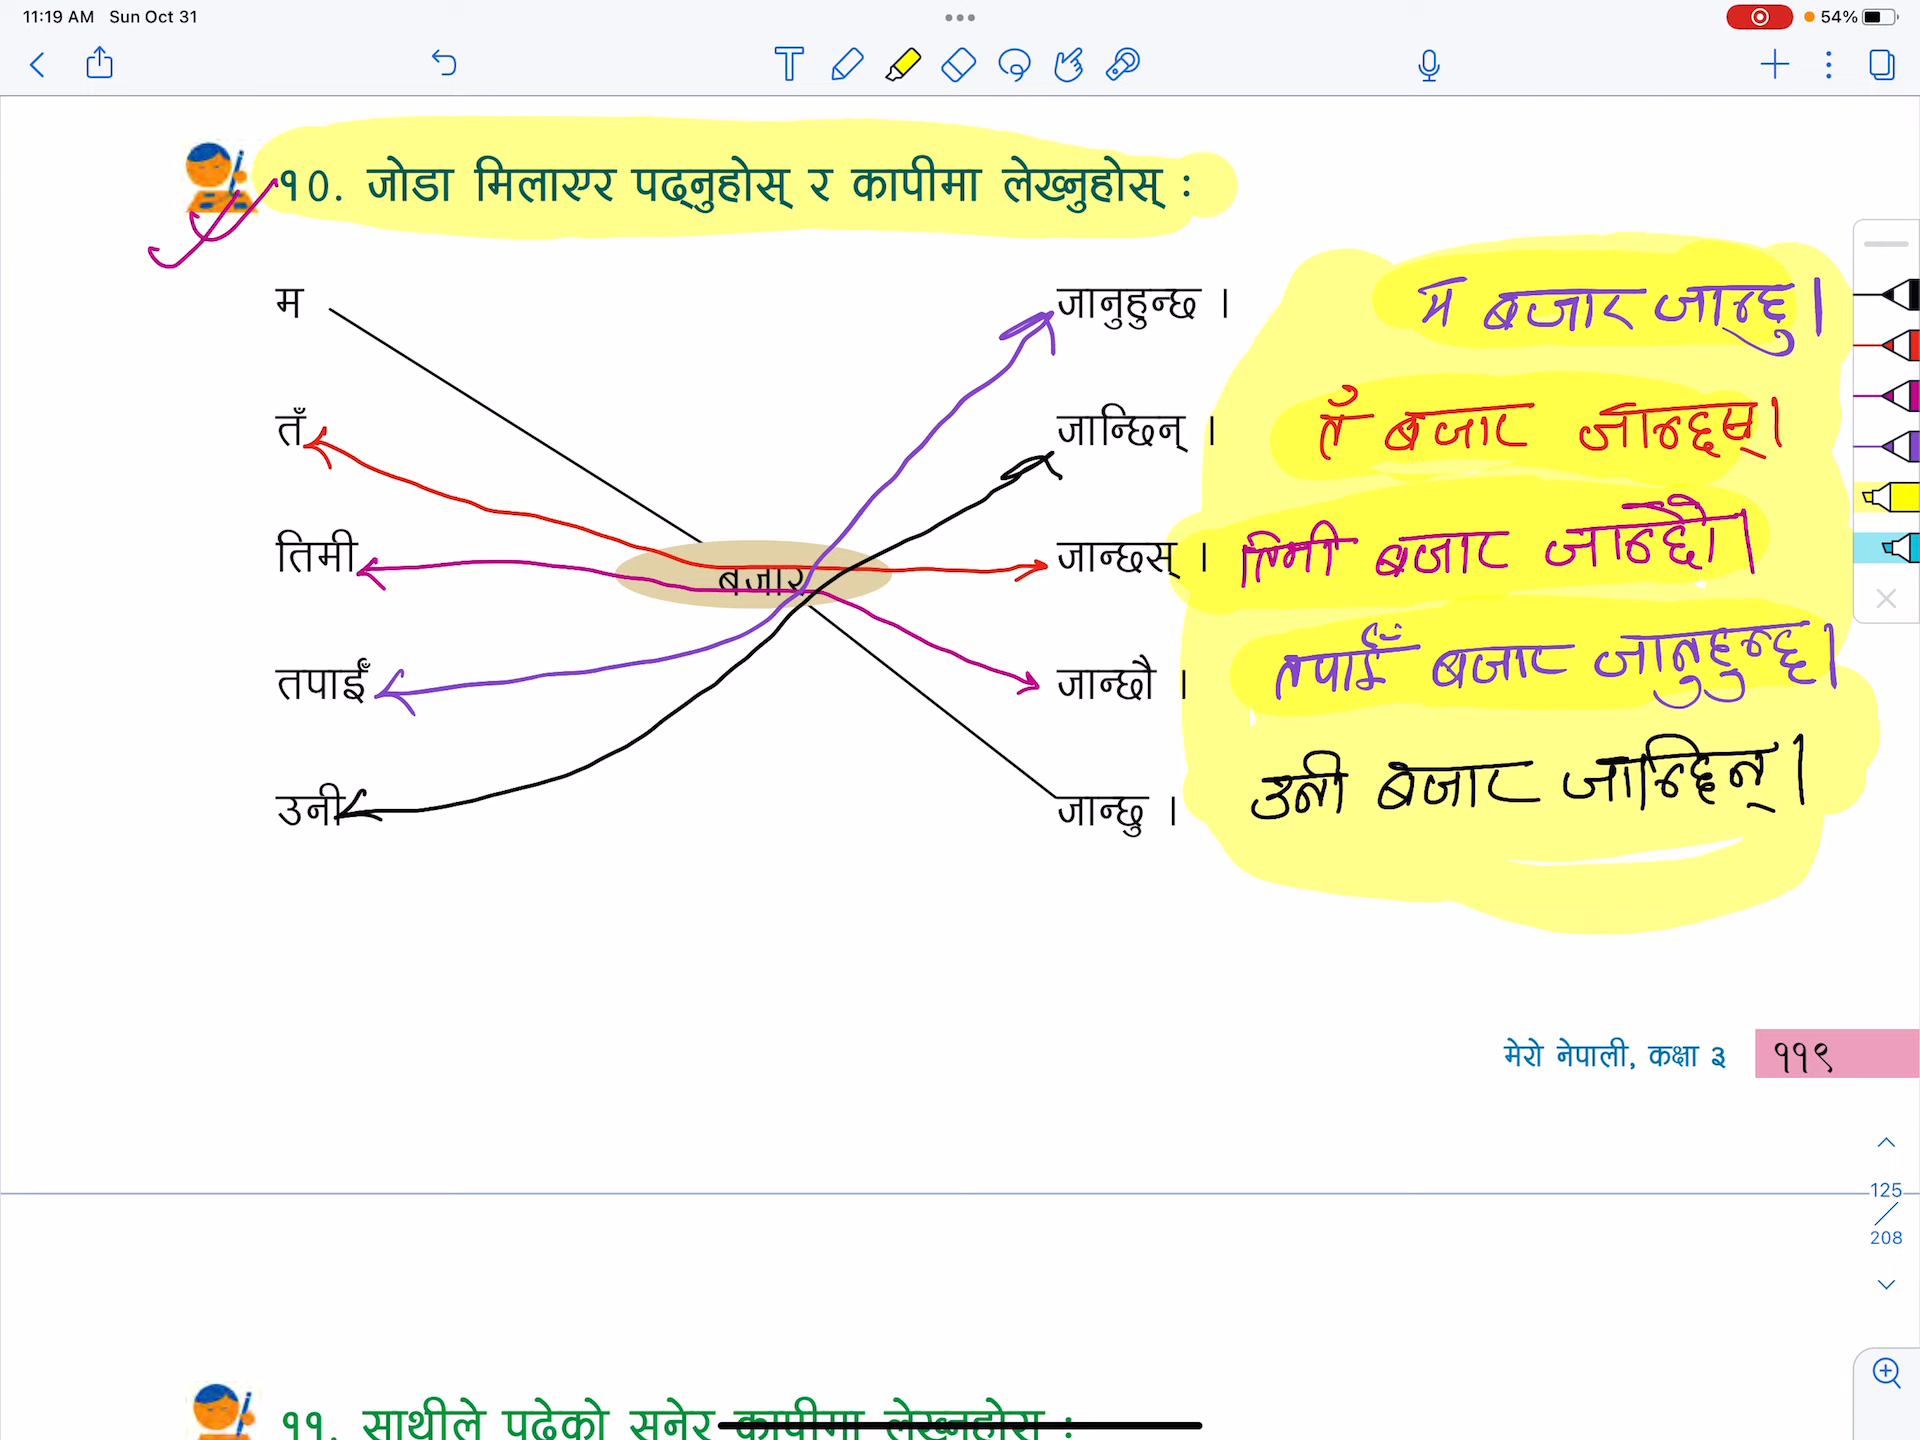 11:19 AM Sun Oct 31
54%
१०. जोडा मिलाएर पढ्नुहोस् र कापीमा लेख्नुहोस् :
म
जानुहुन्छ ।
म बजार जान्छु ।
तँ
जान्छिन् ।
तँ बजार जान्छस् ।
तिमी
बजार
जान्छस् ।
तिमी बजार जान्छौ ।
तपाईँ
जान्छौ ।
तपाईँ बजार जानुहुन्छ ।
उनी
जान्छु ।
उनी बजार जान्छिन् ।
मेरो नेपाली, कक्षा ३
११९
125
208
११. साथीले पढेको सुनेर कापीमा लेख्नुहोस् :